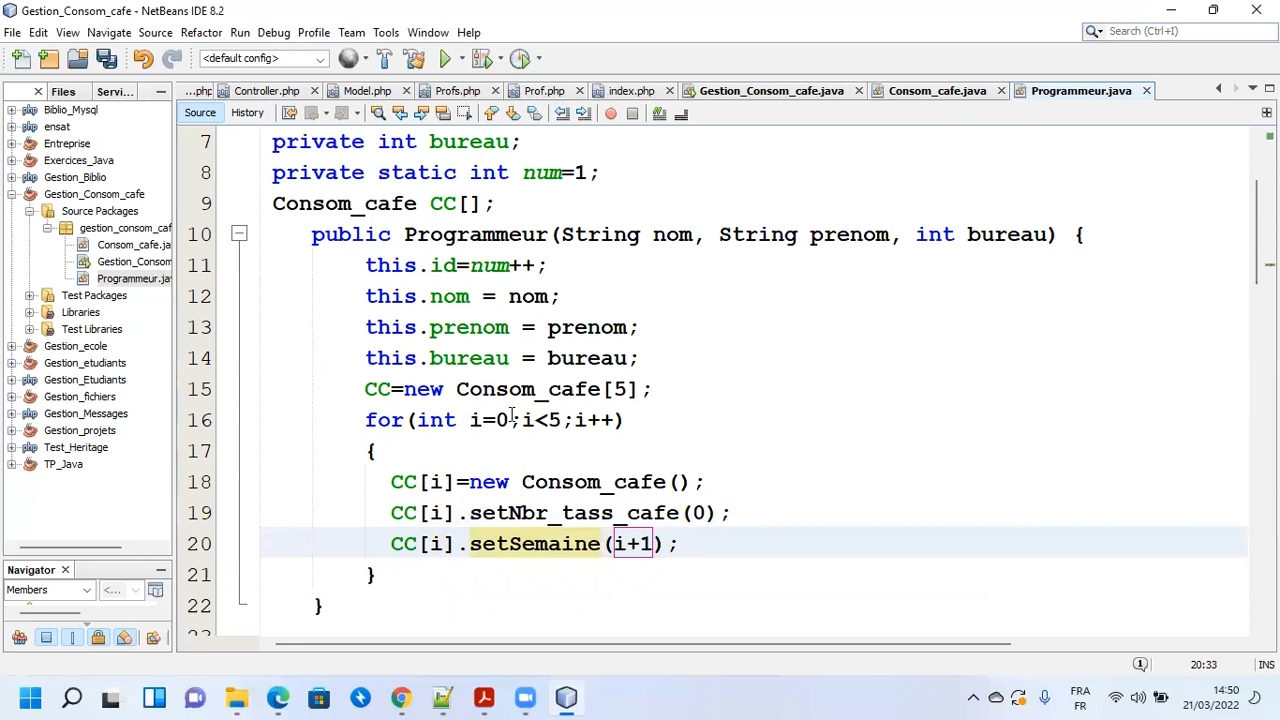 Gestion_Consom_cafe - NetBeans IDE 8.2
File Edit View Navigate Source Refactor Run Debug Profile Team Tools Window Help
Search (Ctrl+I)
<default config>
Files Servi...
...php Controller.php Model.php Profs.php Prof.php index.php Gestion_Consom_cafe.java Consom_cafe.java Programmeur.java
Source History
Biblio_Mysql
ensat
Entreprise
Exercices_Java
Gestion_Biblio
Gestion_Consom_cafe
Source Packages
gestion_consom_caf
Consom_cafe.ja
Gestion_Consom
Programmeur.jav
Test Packages
Libraries
Test Libraries
Gestion_ecole
Gestion_etudiants
Gestion_Etudiants
Gestion_fichiers
Gestion_Messages
Gestion_produits
Test_Herbatge
TP_Java
Navigator
Members <...
7 private int bureau;
8 private static int num=1;
9 Consom_cafe CC[];
10 public Programmeur(String nom, String prenom, int bureau) {
11 this.id=num++;
12 this.nom = nom;
13 this.prenom = prenom;
14 this.bureau = bureau;
15 CC=new Consom_cafe[5];
16 for(int i=0;i<5;i++)
17 {
18 CC[i]=new Consom_cafe();
19 CC[i].setNbr_tass_cafe(0);
20 CC[i].setSemaine(i+1);
21 }
22 }
1 20:33 INS
FRA
FR
14:50
21/03/2022